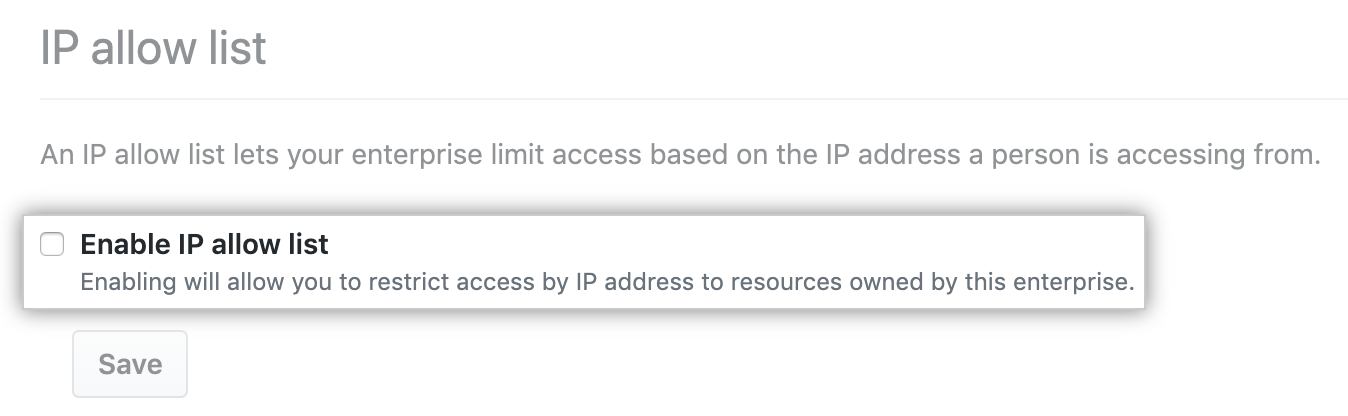 IP allow list
An IP allow list lets your enterprise limit access based on the IP address a person is accessing from.
Enable IP allow list
Enabling will allow you to restrict access by IP address to resources owned by this enterprise.
Save